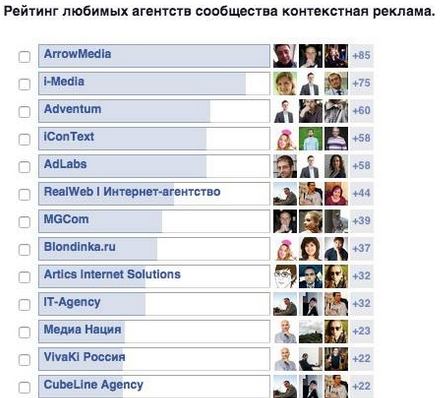 Рейтинг любимых агентств сообщества контекстная реклама.
ArrowMedia +85
i-Media +75
Adventum +60
iConText +58
AdLabs +58
RealWeb | Интернет-агентство +44
MGCom +39
Blondinka.ru +37
Artics Internet Solutions +32
IT-Agency +32
Медиа Нация +23
VivaKi Россия +22
CubeLine Agency +22